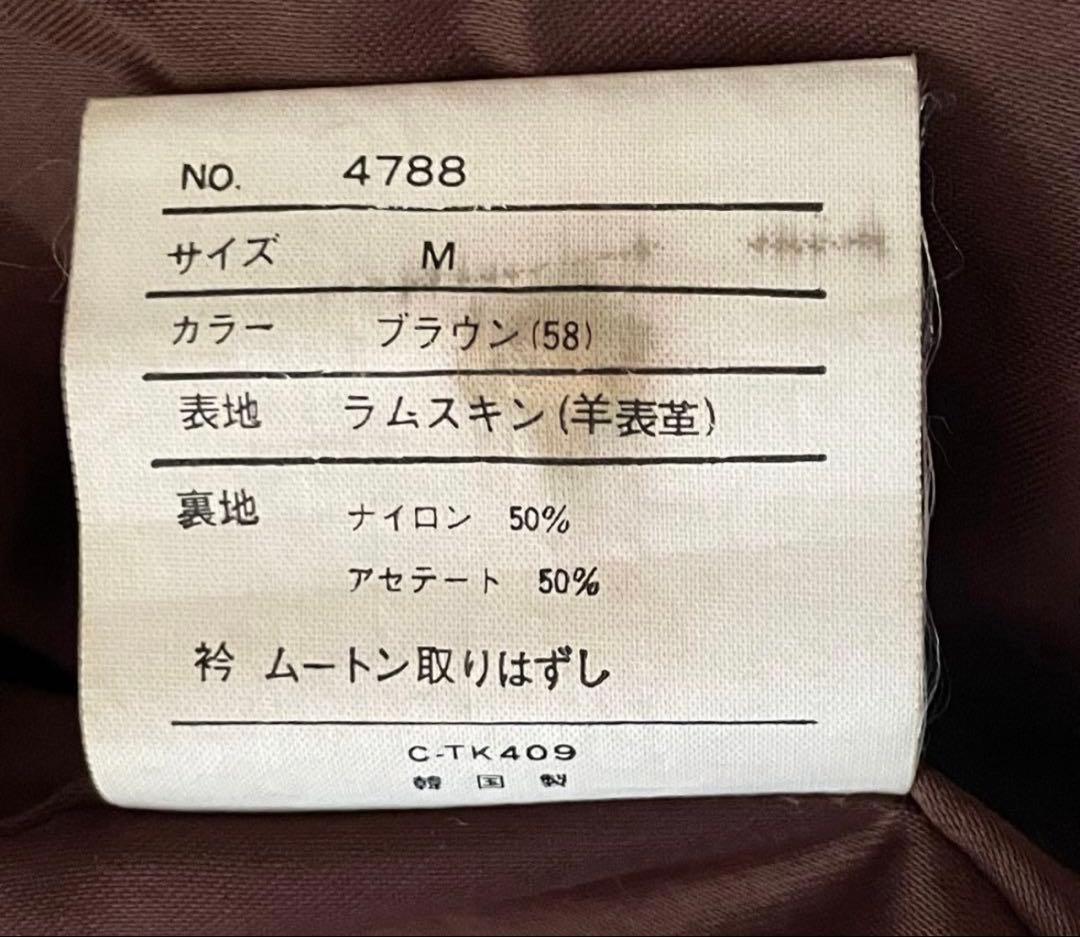 NO. 4788
サイズ M
カラー ブラウン(58)
表地 ラムスキン(羊表革)
裏地 ナイロン 50%
アセテート 50%
衿 ムートン取りはずし
C-TK409
韓国製